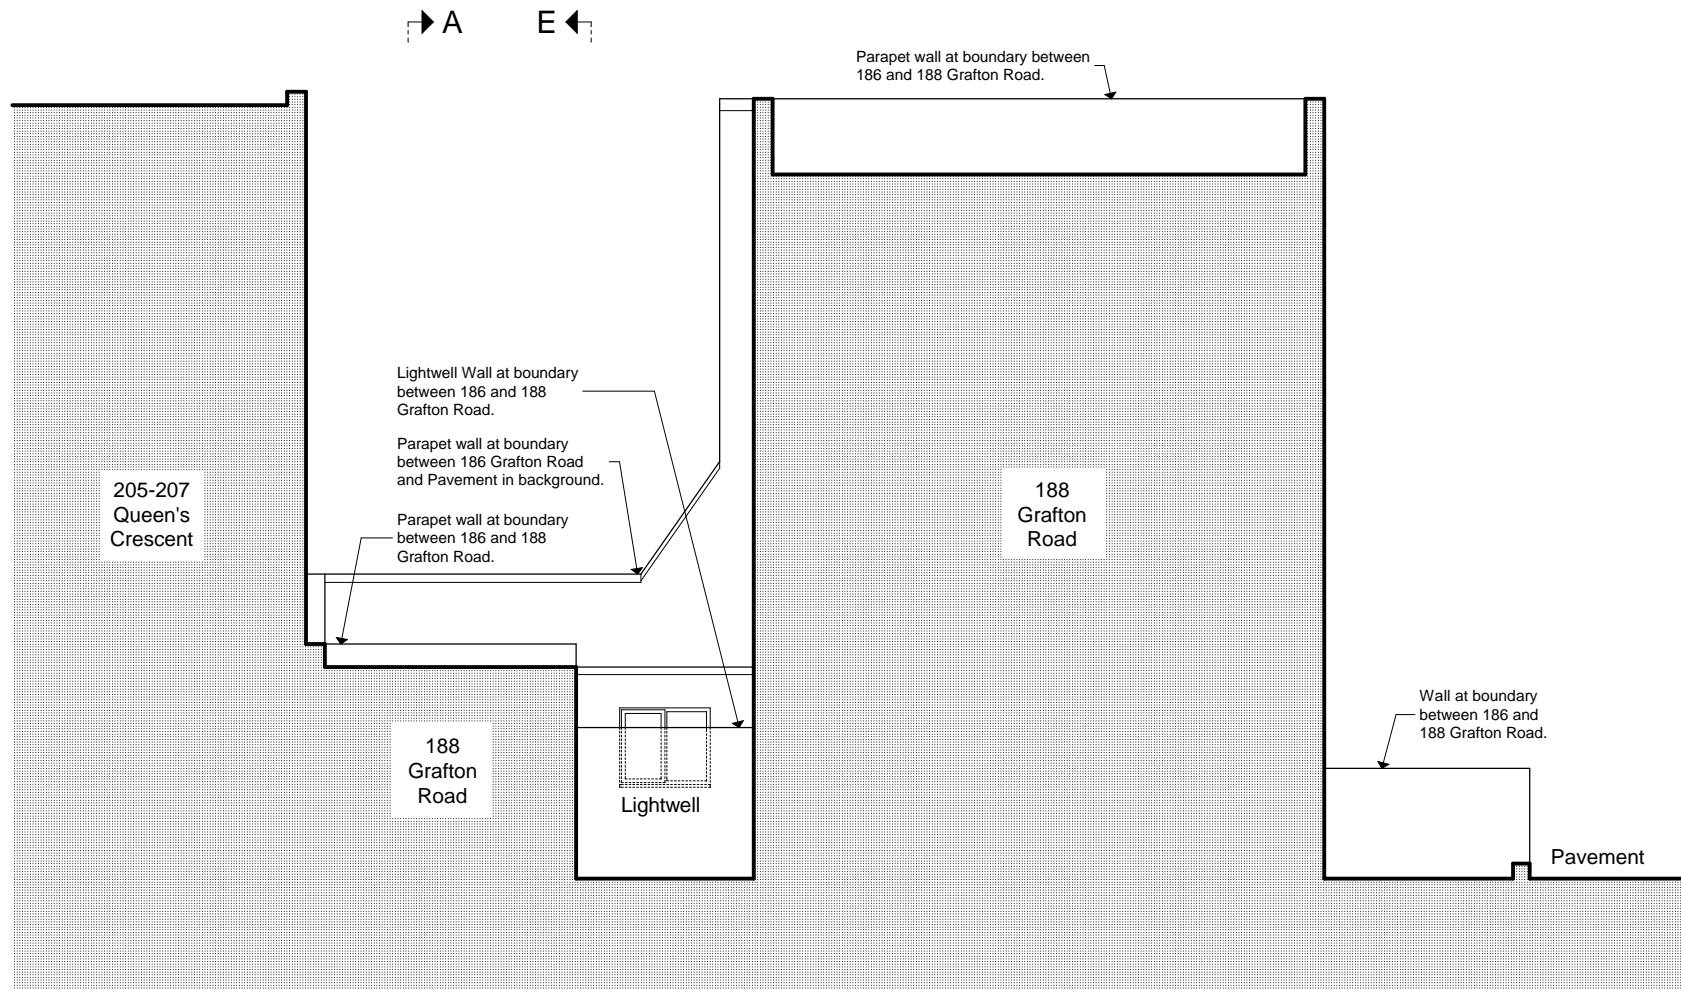 A E
Parapet wall at boundary between
186 and 188 Grafton Road.
Lightwell Wall at boundary
between 186 and 188
Grafton Road.
Parapet wall at boundary
between 186 Grafton Road
and Pavement in background.
205-207
Queen's
Crescent
188
Grafton
Road
Parapet wall at boundary
between 186 and 188
Grafton Road.
Wall at boundary
between 186 and
188 Grafton Road.
188
Grafton
Road
Lightwell
Pavement